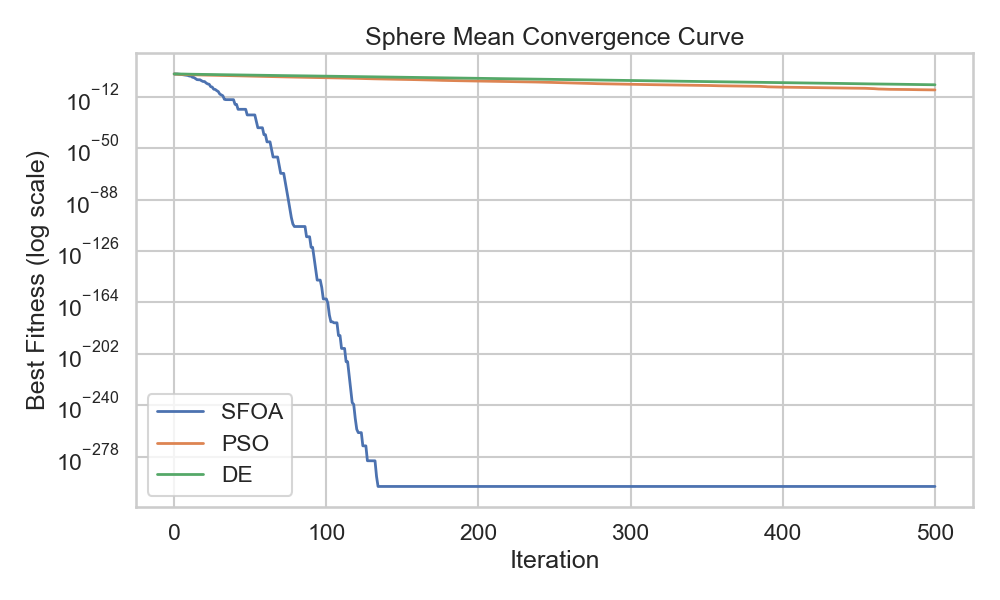 Sphere Mean Convergence Curve
Best Fitness (log scale)
10⁻¹²
10⁻⁵⁰
10⁻⁸⁸
10⁻¹²⁶
10⁻¹⁶⁴
10⁻²⁰²
10⁻²⁴⁰
10⁻²⁷⁸
SFOA
PSO
DE
0 100 200 300 400 500
Iteration